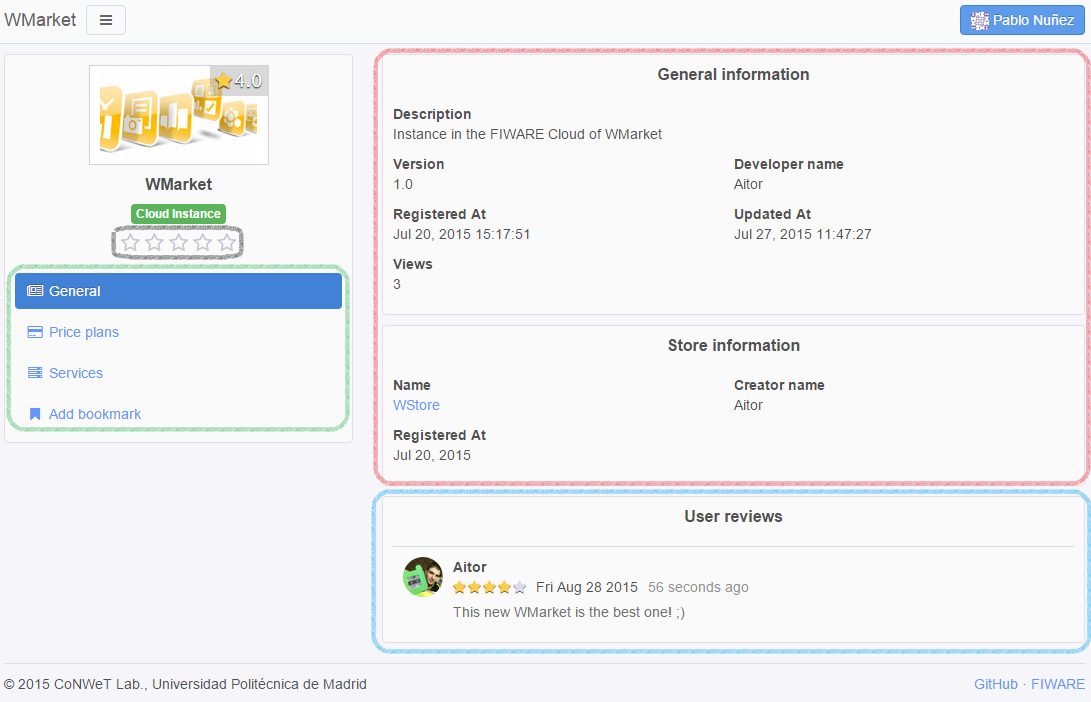 WMarket
Pablo Nuñez
4.0
WMarket
Cloud Instance
General
Price plans
Services
Add bookmark
General information
Description
Instance in the FIWARE Cloud of WMarket
Version
Developer name
1.0
Aitor
Registered At
Updated At
Jul 20, 2015 15:17:51
Jul 27, 2015 11:47:27
Views
3
Store information
Name
Creator name
WStore
Aitor
Registered At
Jul 20, 2015
User reviews
Aitor
Fri Aug 28 2015 56 seconds ago
This new WMarket is the best one! ;)
© 2015 CoNWeT Lab., Universidad Politécnica de Madrid
GitHub · FIWARE